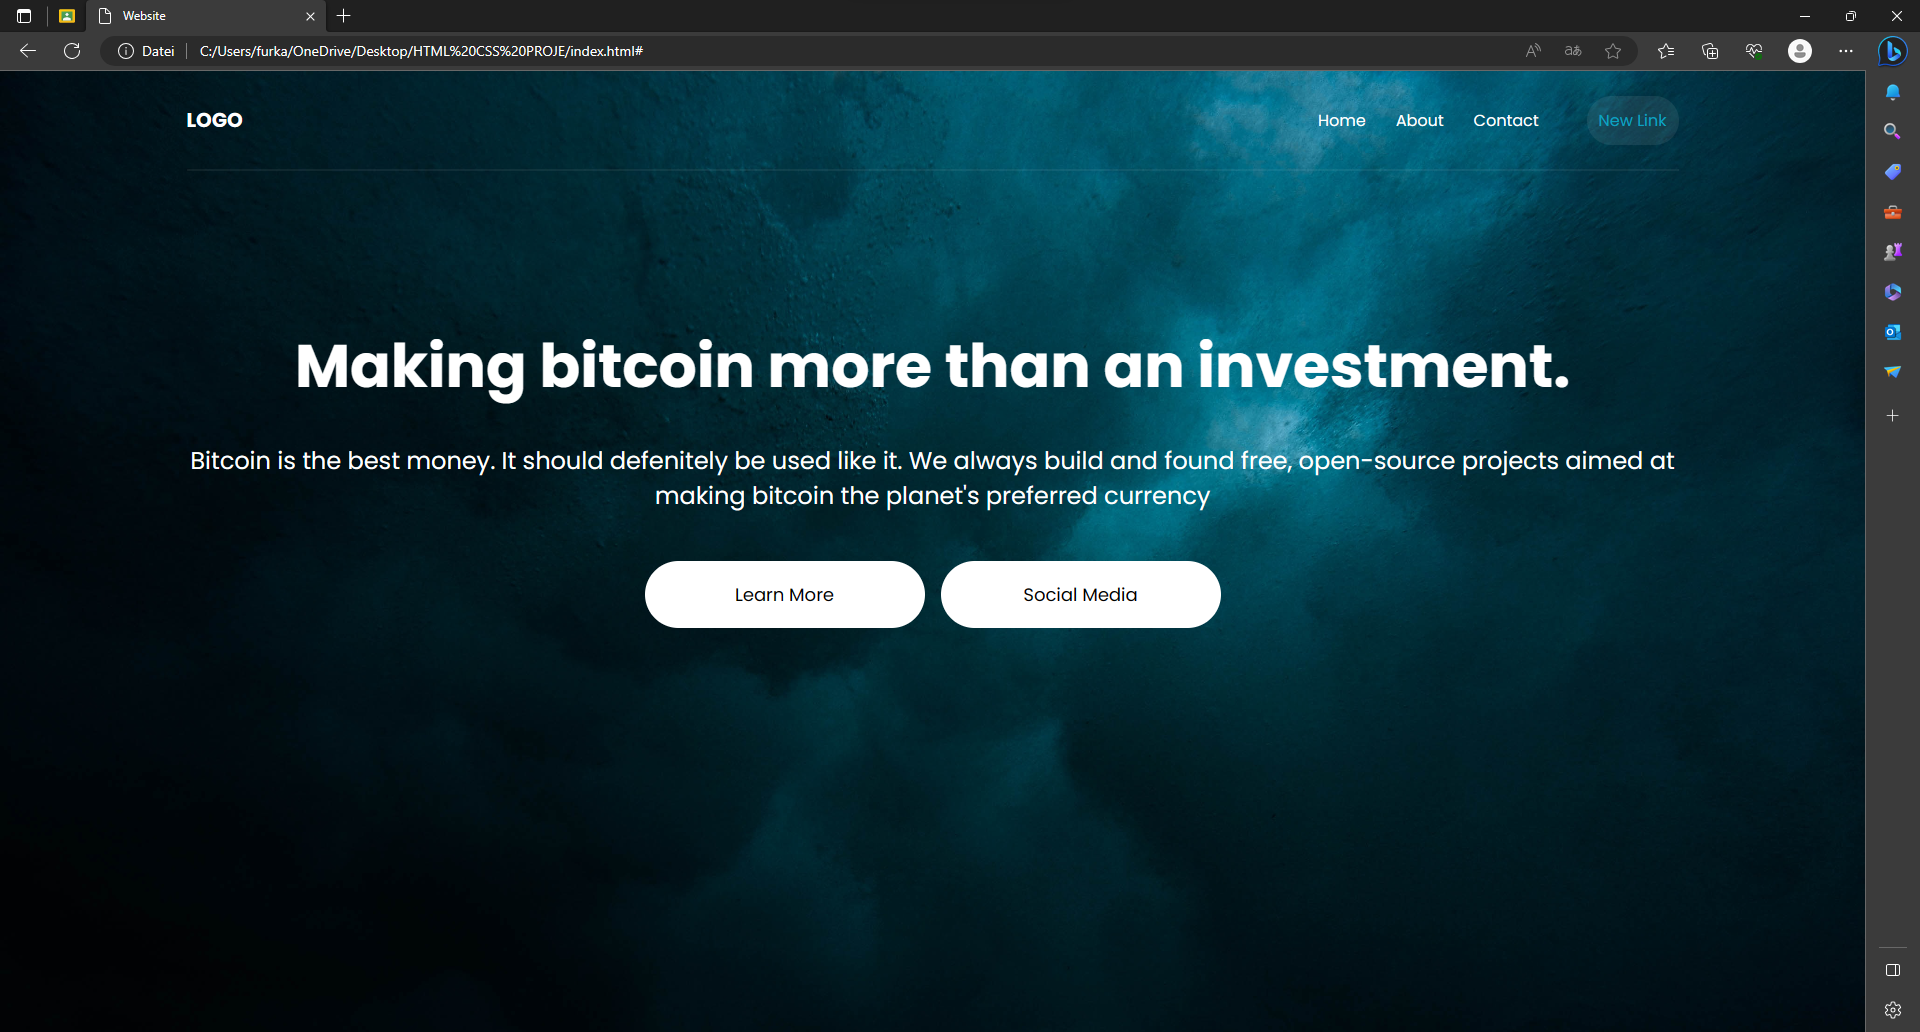 Website
Datei
C:/Users/furka/OneDrive/Desktop/HTML%20CSS%20PROJE/index.html#
LOGO
Home
About
Contact
New Link
Making bitcoin more than an investment.
Bitcoin is the best money. It should defenitely be used like it. We always build and found free, open-source projects aimed at
making bitcoin the planet's preferred currency
Learn More
Social Media